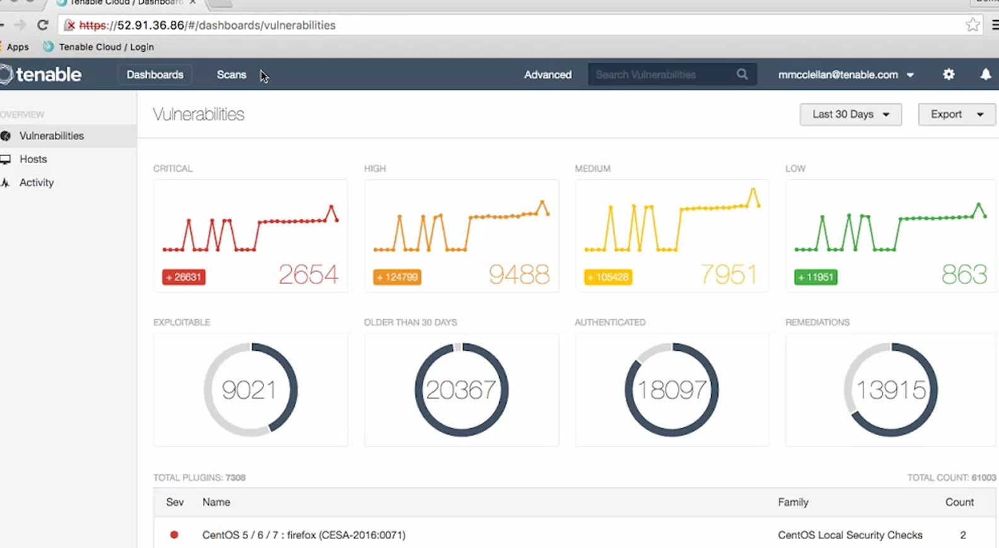 Tenable Cloud / Dashboard
https://52.91.36.86/#/dashboards/vulnerabilities
Apps
Tenable Cloud / Login
tenable
Dashboards
Scans
Advanced
Search Vulnerabilities
mmcclellan@tenable.com
OVERVIEW
Vulnerabilities
Hosts
Activity
Vulnerabilities
Last 30 Days
Export
CRITICAL
HIGH
MEDIUM
LOW
+ 26631
2654
+ 124799
9488
+ 105428
7951
+ 11951
863
EXPLOITABLE
OLDER THAN 30 DAYS
AUTHENTICATED
REMEDIATIONS
9021
20367
18097
13915
TOTAL PLUGINS: 7308
TOTAL COUNT: 61003
Sev
Name
Family
Count
CentOS 5 / 6 / 7 : firefox (CESA-2016:0071)
CentOS Local Security Checks
2